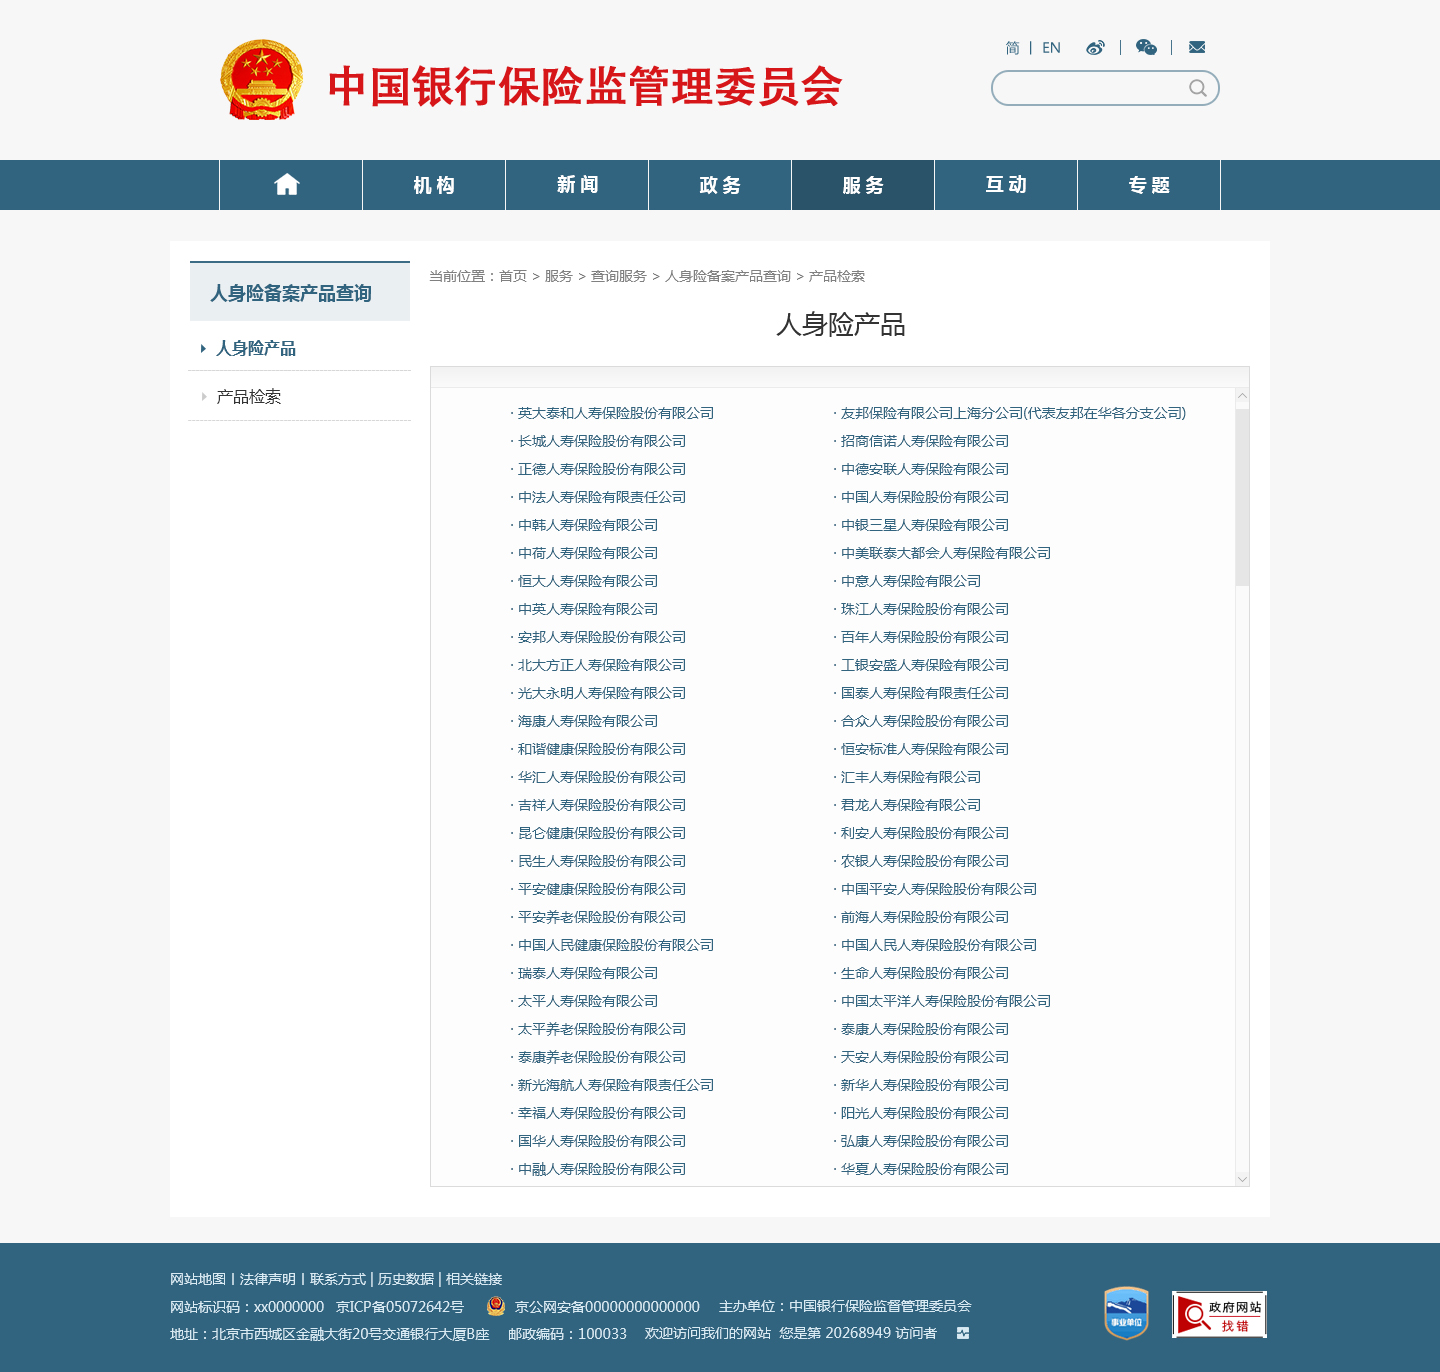 简 | EN
中国银行保险监管理委员会
机构 新闻 政务 服务 互动 专题
人身险备案产品查询
人身险产品
产品检索
当前位置：首页 > 服务 > 查询服务 > 人身险备案产品查询 > 产品检索
人身险产品
· 英大泰和人寿保险股份有限公司 · 友邦保险有限公司上海分公司(代表友邦在华各分支公司)
· 长城人寿保险股份有限公司 · 招商信诺人寿保险有限公司
· 正德人寿保险股份有限公司 · 中德安联人寿保险有限公司
· 中法人寿保险有限责任公司 · 中国人寿保险股份有限公司
· 中韩人寿保险有限公司 · 中银三星人寿保险有限公司
· 中荷人寿保险有限公司 · 中美联泰大都会人寿保险有限公司
· 恒大人寿保险有限公司 · 中意人寿保险有限公司
· 中英人寿保险有限公司 · 珠江人寿保险股份有限公司
· 安邦人寿保险股份有限公司 · 百年人寿保险股份有限公司
· 北大方正人寿保险有限公司 · 工银安盛人寿保险有限公司
· 光大永明人寿保险有限公司 · 国泰人寿保险有限责任公司
· 海康人寿保险有限公司 · 合众人寿保险股份有限公司
· 和谐健康保险股份有限公司 · 恒安标准人寿保险有限公司
· 华汇人寿保险股份有限公司 · 汇丰人寿保险有限公司
· 吉祥人寿保险股份有限公司 · 君龙人寿保险有限公司
· 昆仑健康保险股份有限公司 · 利安人寿保险股份有限公司
· 民生人寿保险股份有限公司 · 农银人寿保险股份有限公司
· 平安健康保险股份有限公司 · 中国平安人寿保险股份有限公司
· 平安养老保险股份有限公司 · 前海人寿保险股份有限公司
· 中国人民健康保险股份有限公司 · 中国人民人寿保险股份有限公司
· 瑞泰人寿保险有限公司 · 生命人寿保险股份有限公司
· 太平人寿保险有限公司 · 中国太平洋人寿保险股份有限公司
· 太平养老保险股份有限公司 · 泰康人寿保险股份有限公司
· 泰康养老保险股份有限公司 · 天安人寿保险股份有限公司
· 新光海航人寿保险有限责任公司 · 新华人寿保险股份有限公司
· 幸福人寿保险股份有限公司 · 阳光人寿保险股份有限公司
· 国华人寿保险股份有限公司 · 弘康人寿保险股份有限公司
· 中融人寿保险股份有限公司 · 华夏人寿保险股份有限公司
网站地图 | 法律声明 | 联系方式 | 历史数据 | 相关链接
网站标识码：xx0000000 京ICP备05072642号 京公网安备00000000000000 主办单位：中国银行保险监督管理委员会
地址：北京市西城区金融大街20号交通银行大厦B座 邮政编码：100033 欢迎访问我们的网站 您是第 20268949 访问者
事业单位
政府网站
找错